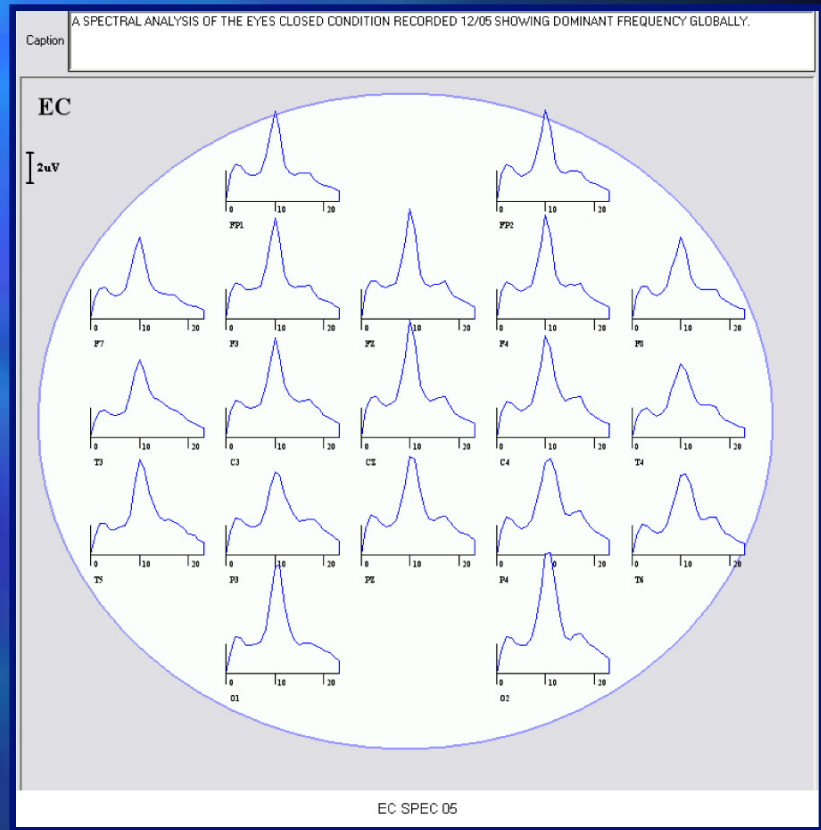 A SPECTRAL ANALYSIS OF THE EYES CLOSED CONDITION RECORDED 12/05 SHOWING DOMINANT FREQUENCY GLOBALLY.
Caption
EC
2uV
0 10 20
FP1
0 10 20
FP2
0 10 20
F7
0 10 20
F3
0 10 20
FZ
0 10 20
F4
0 10 20
F8
0 10 20
T3
0 10 20
C3
0 10 20
CZ
0 10 20
C4
0 10 20
T4
0 10 20
T5
0 10 20
P3
0 10 20
PZ
0 0 20
P4
0 10 20
T6
0 10 20
O1
0 10 20
O2
EC SPEC 05